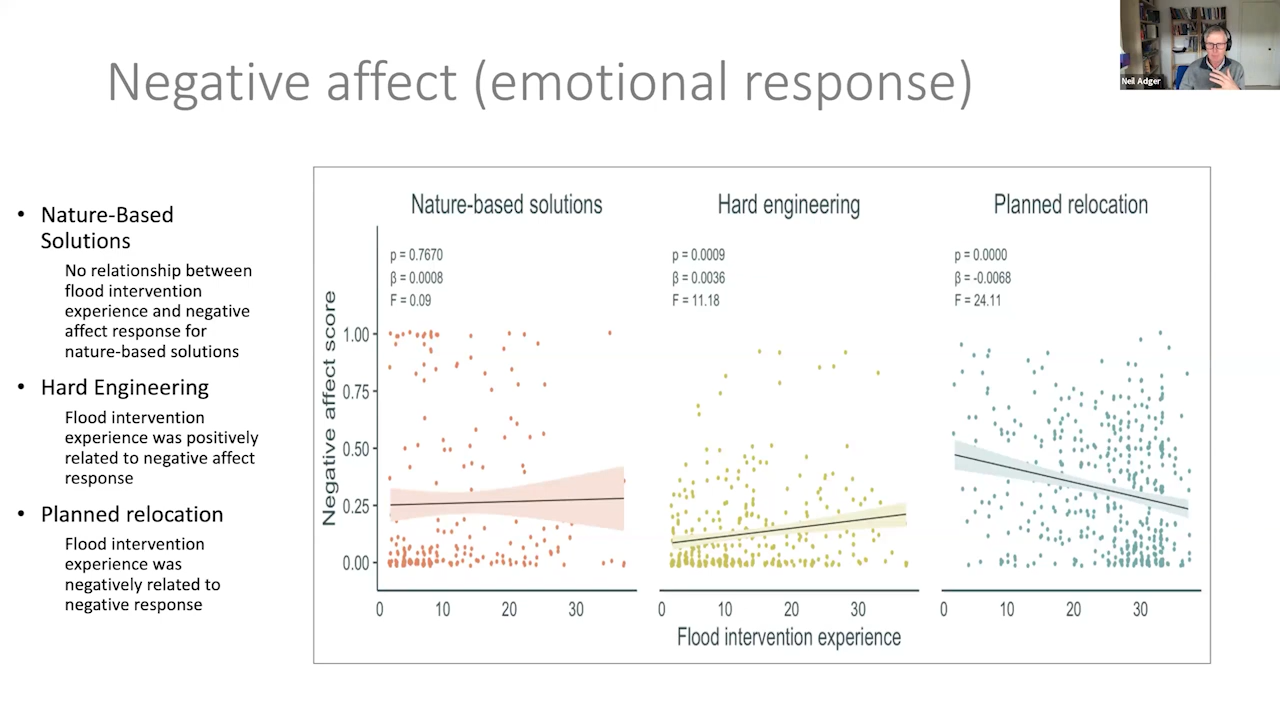 Negative affect (emotional response)
Neil Adger
• Nature-Based
Solutions
No relationship between
flood intervention
experience and negative
affect response for
nature-based solutions
• Hard Engineering
Flood intervention
experience was positively
related to negative affect
response
• Planned relocation
Flood intervention
experience was
negatively related to
negative response
Nature-based solutions
p = 0.7670
β = 0.0008
F = 0.09
Hard engineering
p = 0.0009
β = 0.0036
F = 11.18
Planned relocation
p = 0.0000
β = -0.0068
F = 24.11
Negative affect score
1.00
0.75
0.50
0.25
0.00
0 10 20 30
0 10 20 30
0 10 20 30
Flood intervention experience